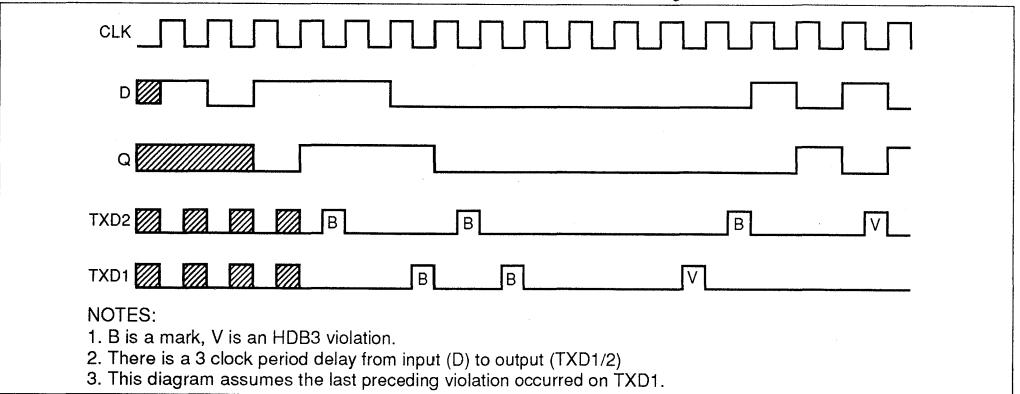 CLK
D
Q
TXD2 B B B V
TXD1 B B V
NOTES:
1. B is a mark, V is an HDB3 violation.
2. There is a 3 clock period delay from input (D) to output (TXD1/2)
3. This diagram assumes the last preceding violation occurred on TXD1.